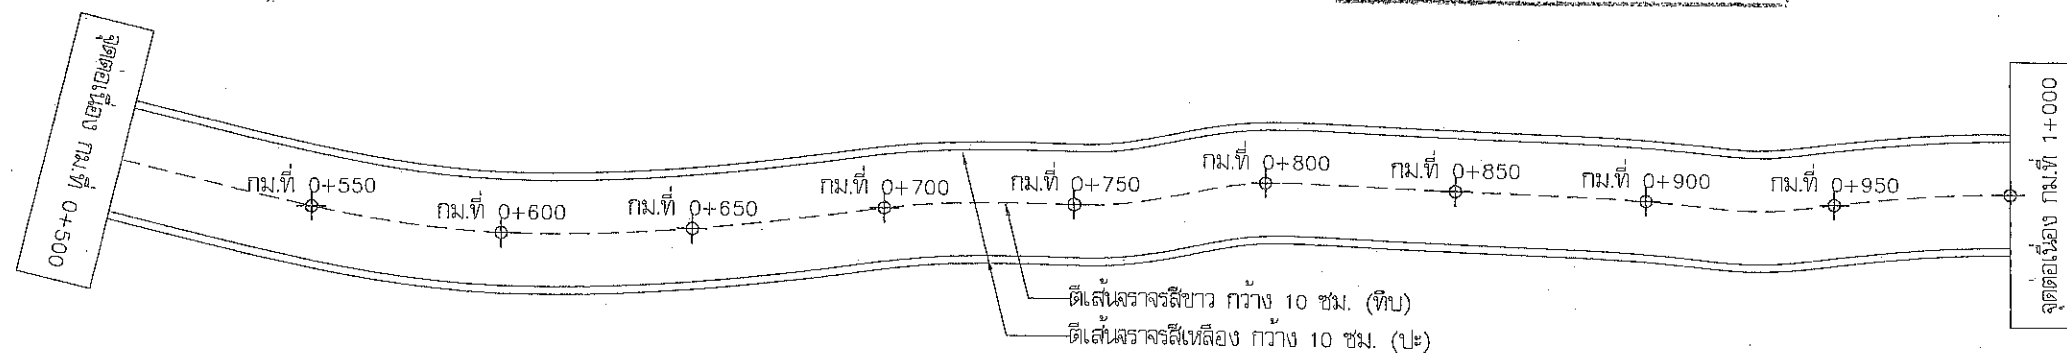 จุดต่อเนื่อง กม.ที่ 0+500
กม.ที่ 0+550
กม.ที่ 0+600
กม.ที่ 0+650
กม.ที่ 0+700
กม.ที่ 0+750
กม.ที่ 0+800
กม.ที่ 0+850
กม.ที่ 0+900
กม.ที่ 0+950
จุดต่อเนื่อง กม.ที่ 1+000
ตีเส้นจราจรสีขาว กว้าง 10 ซม. (ทึบ)
ตีเส้นจราจรสีเหลือง กว้าง 10 ซม. (ปะ)